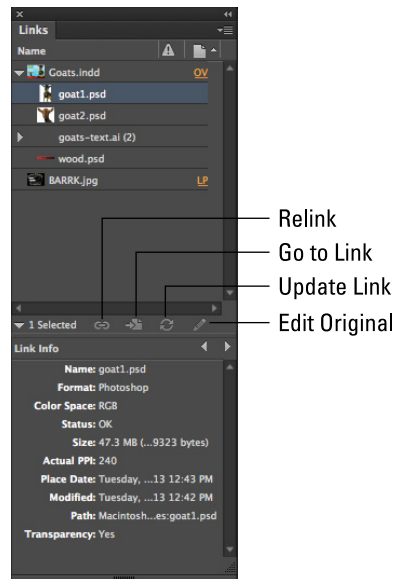 Links
Name
Goats.indd OV
goat1.psd
goat2.psd
goats-text.ai (2)
wood.psd
BARRK.jpg LP
Relink
Go to Link
Update Link
Edit Original
1 Selected
Link Info
Name: goat1.psd
Format: Photoshop
Color Space: RGB
Status: OK
Size: 47.3 MB (...9323 bytes)
Actual PPI: 240
Place Date: Tuesday, ...13 12:43 PM
Modified: Tuesday, ...13 12:42 PM
Path: Macintosh...es:goat1.psd
Transparency: Yes